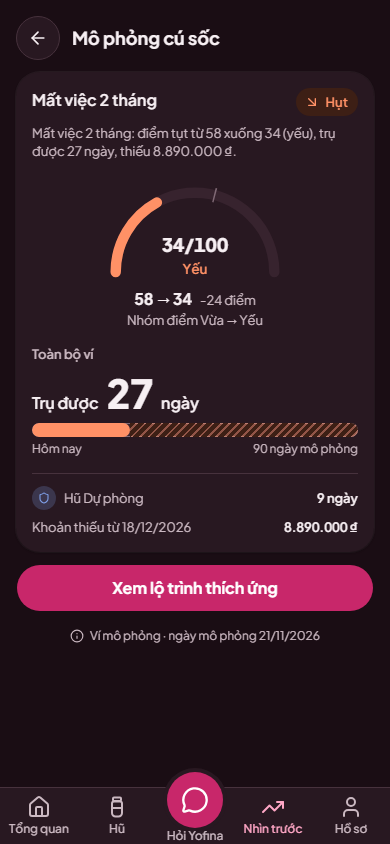 Mô phỏng cú sốc
Mất việc 2 tháng
Hụt
Mất việc 2 tháng: điểm tụt từ 58 xuống 34 (yếu), trụ
được 27 ngày, thiếu 8.890.000 ₫.
34/100
Yếu
58 → 34 -24 điểm
Nhóm điểm Vừa → Yếu
Toàn bộ ví
Trụ được 27 ngày
Hôm nay
90 ngày mô phỏng
Hũ Dự phòng
9 ngày
Khoản thiếu từ 18/12/2026
8.890.000 ₫
Xem lộ trình thích ứng
Ví mô phỏng · ngày mô phỏng 21/11/2026
Tổng quan
Hũ
Hỏi Yofina
Nhìn trước
Hồ sơ